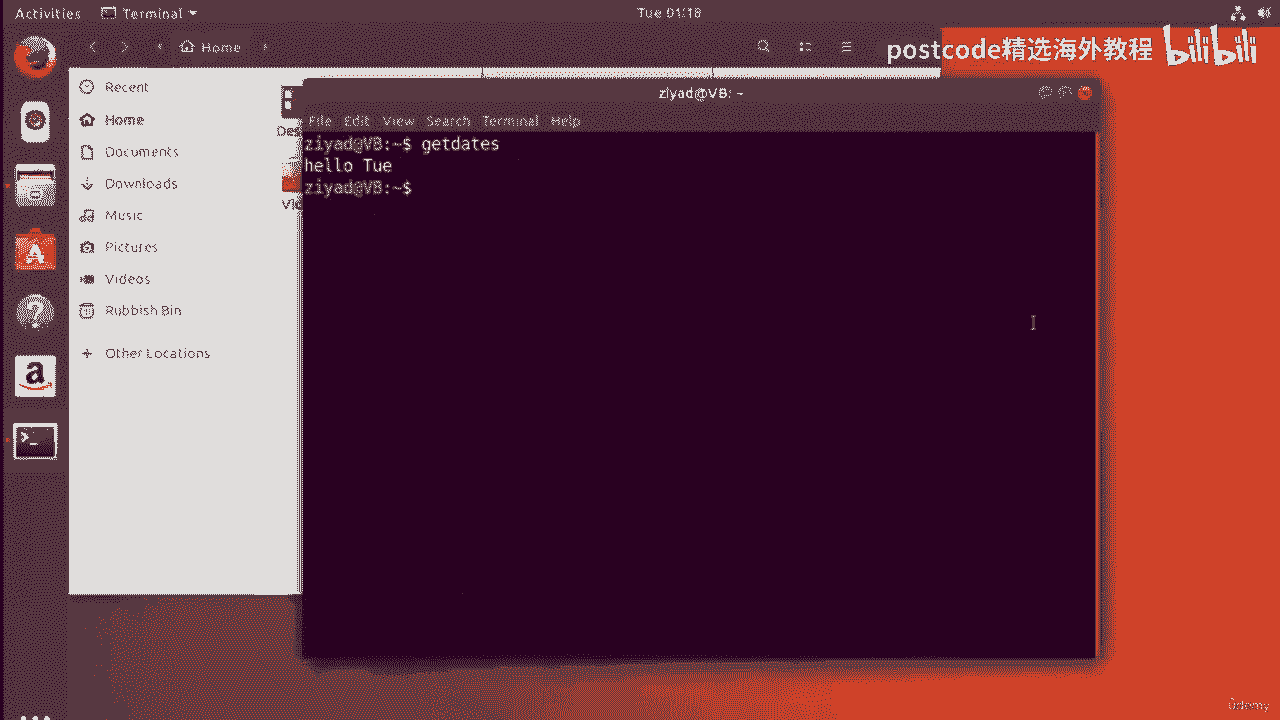 Activities Terminal Tue 01:18
Home
postcode精选海外教程 bilibili
Recent
Home
Documents
Downloads
Music
Pictures
Videos
Rubbish Bin
Other Locations
ziyad@VB: ~
File Edit View Search Terminal Help
ziyad@VB:~$ getdates
hello Tue
ziyad@VB:~$
Des
Vid
ûdemy